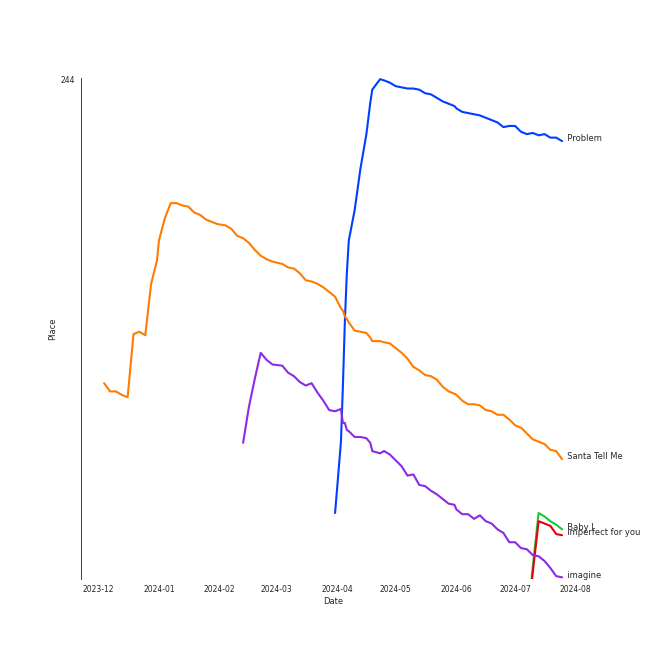 244
Problem
Place
Santa Tell Me
Baby I
Imperfect for you
imagine
2023-12 2024-01 2024-02 2024-03 2024-04 2024-05 2024-06 2024-07 2024-08
Date